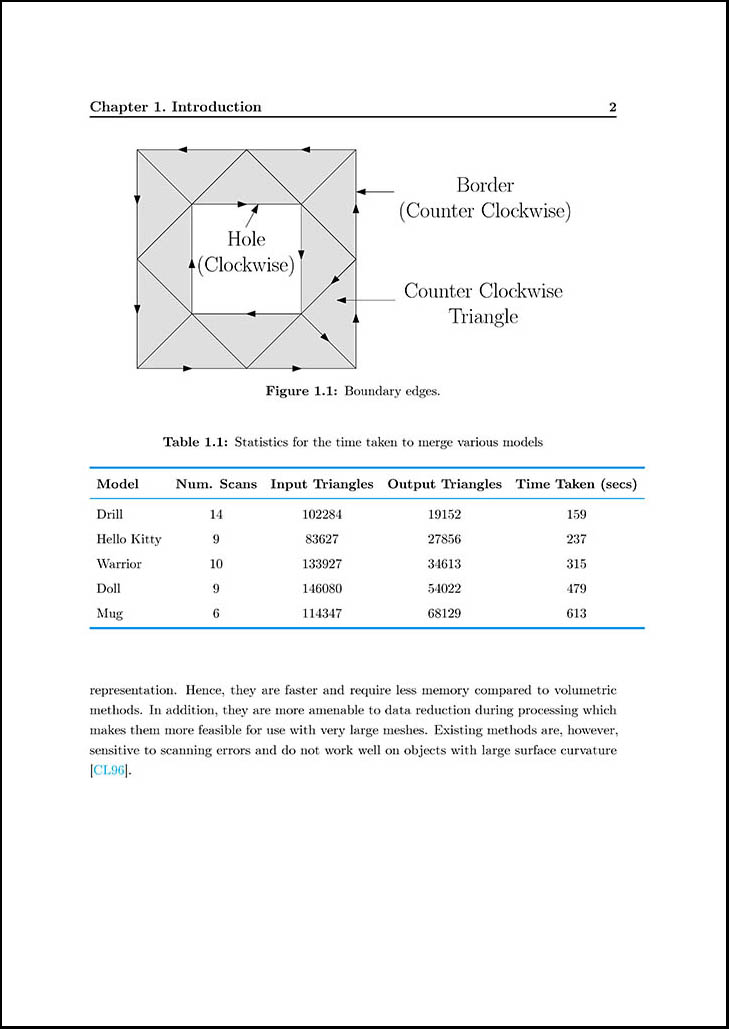 Chapter 1. Introduction 2
Border
(Counter Clockwise)
Hole
(Clockwise)
Counter Clockwise
Triangle
Figure 1.1: Boundary edges.
Table 1.1: Statistics for the time taken to merge various models
Model Num. Scans Input Triangles Output Triangles Time Taken (secs)
Drill 14 102284 19152 159
Hello Kitty 9 83627 27856 237
Warrior 10 133927 34613 315
Doll 9 146080 54022 479
Mug 6 114347 68129 613
representation. Hence, they are faster and require less memory compared to volumetric
methods. In addition, they are more amenable to data reduction during processing which
makes them more feasible for use with very large meshes. Existing methods are, however,
sensitive to scanning errors and do not work well on objects with large surface curvature
[CL96].